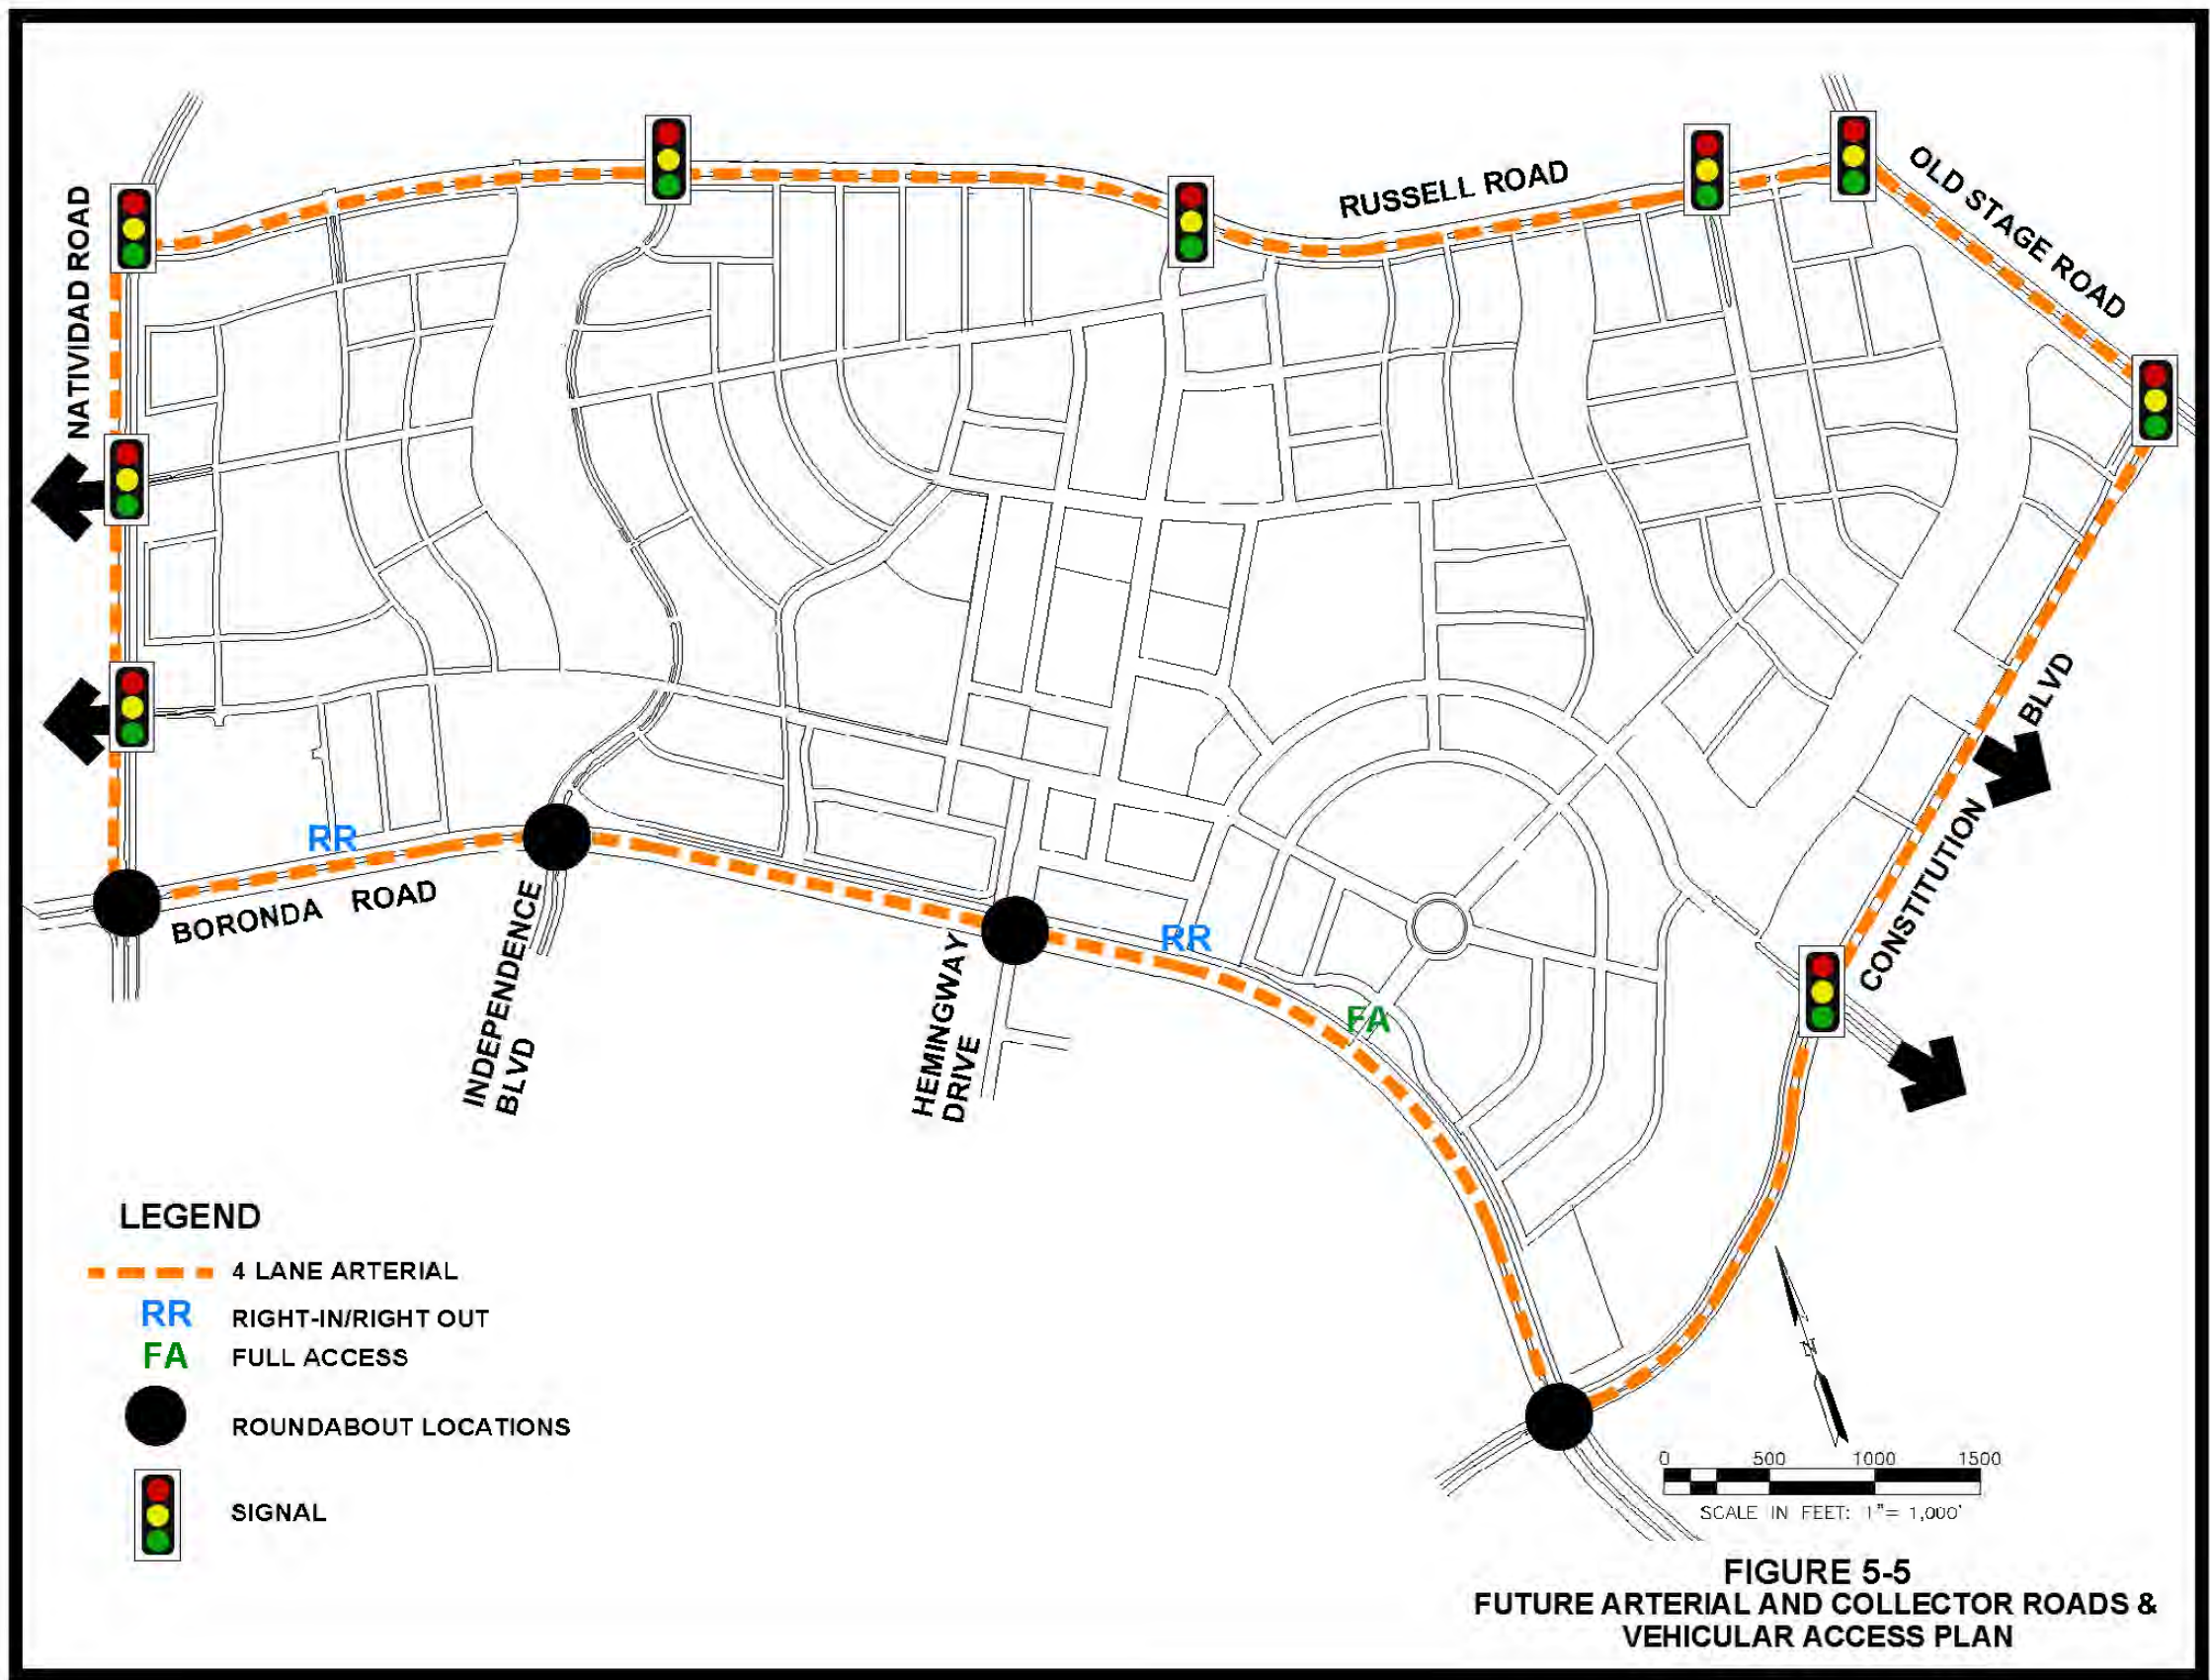 NATIVIDAD ROAD
RUSSELL ROAD
OLD STAGE ROAD
CONSTITUTION BLVD
RR
BORONDA ROAD
INDEPENDENCE
BLVD
HEMINGWAY
DRIVE
RR
FA
LEGEND
4 LANE ARTERIAL
RR RIGHT-IN/RIGHT OUT
FA FULL ACCESS
ROUNDABOUT LOCATIONS
SIGNAL
N
0 500 1000 1500
SCALE IN FEET: 1"= 1,000'
FIGURE 5-5
FUTURE ARTERIAL AND COLLECTOR ROADS &
VEHICULAR ACCESS PLAN